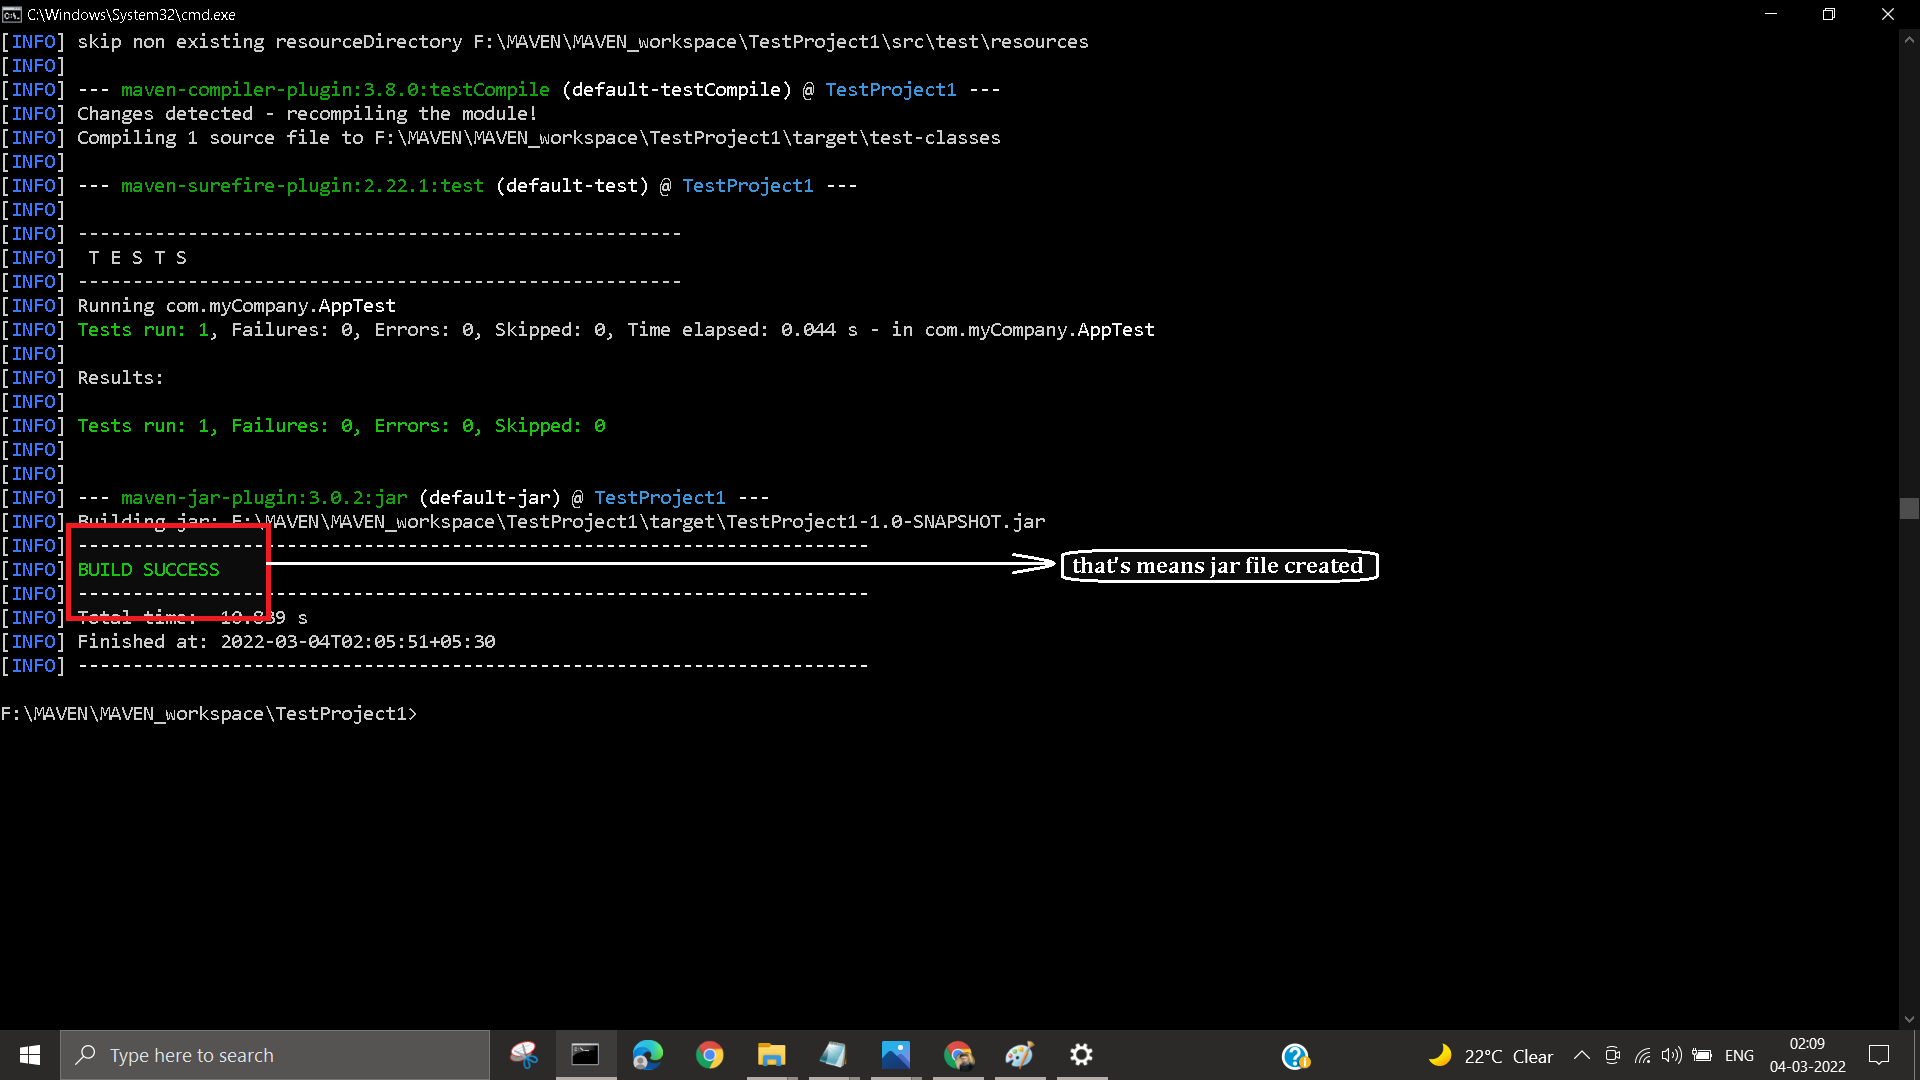 C:\Windows\System32\cmd.exe
[INFO] skip non existing resourceDirectory F:\MAVEN\MAVEN_workspace\TestProject1\src\test\resources
[INFO]
[INFO] --- maven-compiler-plugin:3.8.0:testCompile (default-testCompile) @ TestProject1 ---
[INFO] Changes detected - recompiling the module!
[INFO] Compiling 1 source file to F:\MAVEN\MAVEN_workspace\TestProject1\target\test-classes
[INFO]
[INFO] --- maven-surefire-plugin:2.22.1:test (default-test) @ TestProject1 ---
[INFO]
[INFO] -------------------------------------------------------
[INFO]  T E S T S
[INFO] -------------------------------------------------------
[INFO] Running com.myCompany.AppTest
[INFO] Tests run: 1, Failures: 0, Errors: 0, Skipped: 0, Time elapsed: 0.044 s - in com.myCompany.AppTest
[INFO]
[INFO] Results:
[INFO]
[INFO] Tests run: 1, Failures: 0, Errors: 0, Skipped: 0
[INFO]
[INFO]
[INFO] --- maven-jar-plugin:3.0.2:jar (default-jar) @ TestProject1 ---
[INFO] Building jar: F:\MAVEN\MAVEN_workspace\TestProject1\target\TestProject1-1.0-SNAPSHOT.jar
[INFO] ------------------------------------------------------------------------
[INFO] BUILD SUCCESS
that's means jar file created
[INFO] ------------------------------------------------------------------------
[INFO] Total time:  10.839 s
[INFO] Finished at: 2022-03-04T02:05:51+05:30
[INFO] ------------------------------------------------------------------------
F:\MAVEN\MAVEN_workspace\TestProject1>
Type here to search
22°C Clear
ENG
02:09
04-03-2022